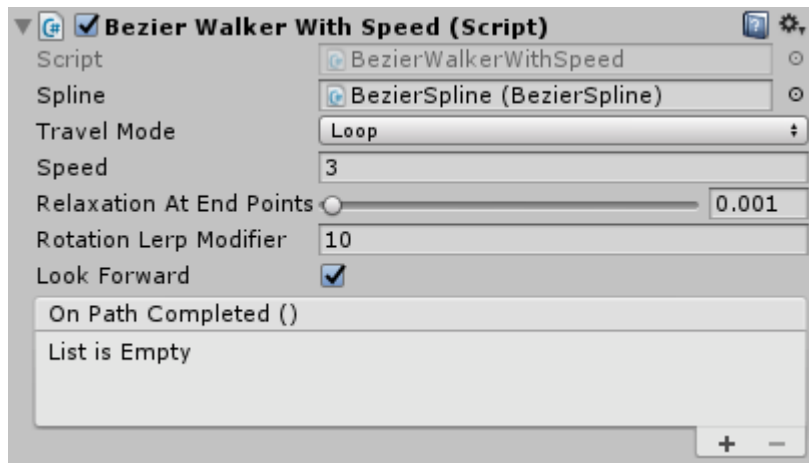 Bezier Walker With Speed (Script)
Script BezierWalkerWithSpeed
Spline BezierSpline (BezierSpline)
Travel Mode Loop
Speed 3
Relaxation At End Points 0.001
Rotation Lerp Modifier 10
Look Forward
On Path Completed ()
List is Empty